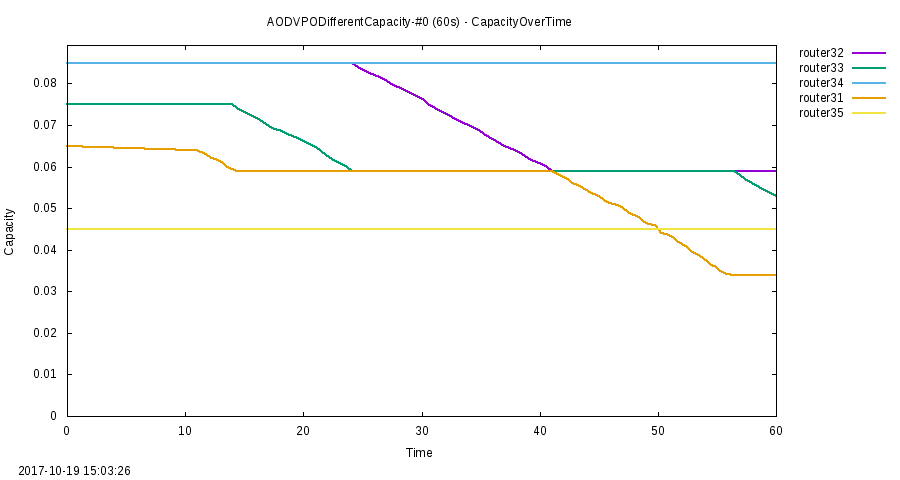 AODVPODifferentCapacity-#0 (60s) - CapacityOverTime
router32
router33
router34
router31
router35
0.08
0.07
0.06
0.05
0.04
0.03
0.02
0.01
0
Capacity
0 10 20 30 40 50 60
Time
2017-10-19 15:03:26